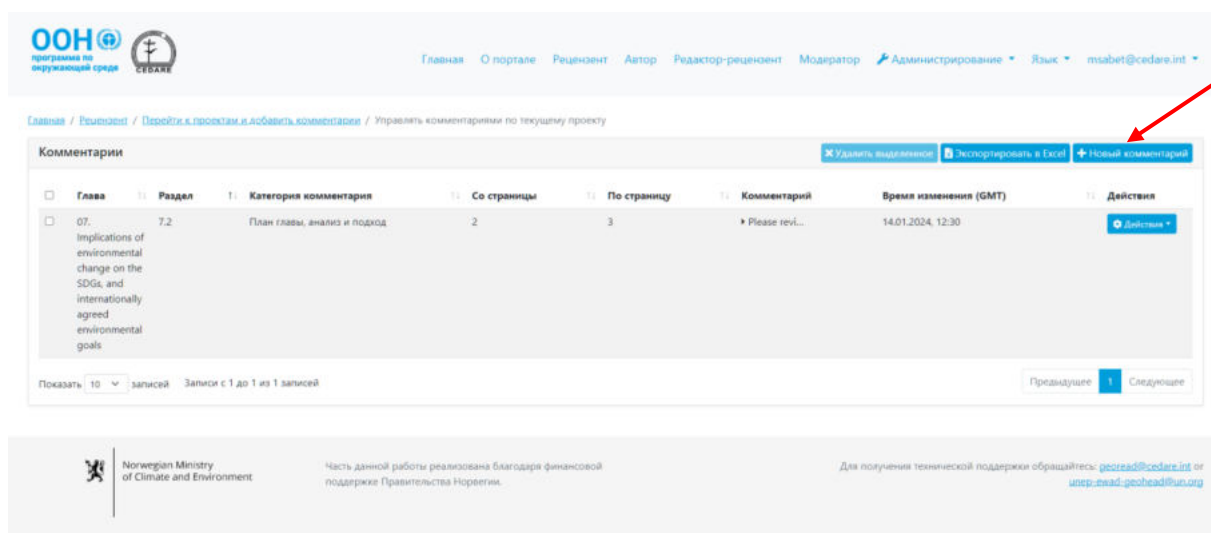 ООН
программа по
окружающей среде
CEDARE
Главная О портале Рецензент Автор Редактор-рецензент Модератор Администрирование Язык msabet@cedare.int
Главная / Рецензент / Перейти к проектам и добавить комментарии / Управлять комментариями по текущему проекту
Комментарии
Удалить выделенное Экспортировать в Excel Новый комментарий
Глава Раздел Категория комментария Со страницы По страницу Комментарий Время изменения (GMT) Действия
07. 7.2 План главы, анализ и подход 2 3 Please revi... 14.01.2024, 12:30 Действия
Implications of
environmental
change on the
SDGs, and
internationally
agreed
environmental
goals
Показать 10 записей Записи с 1 до 1 из 1 записей Предыдущее 1 Следующее
Norwegian Ministry
of Climate and Environment
Часть данной работы реализована благодаря финансовой
поддержке Правительства Норвегии.
Для получения технической поддержки обращайтесь: georead@cedare.int or
unep-ewad-geohead@un.org